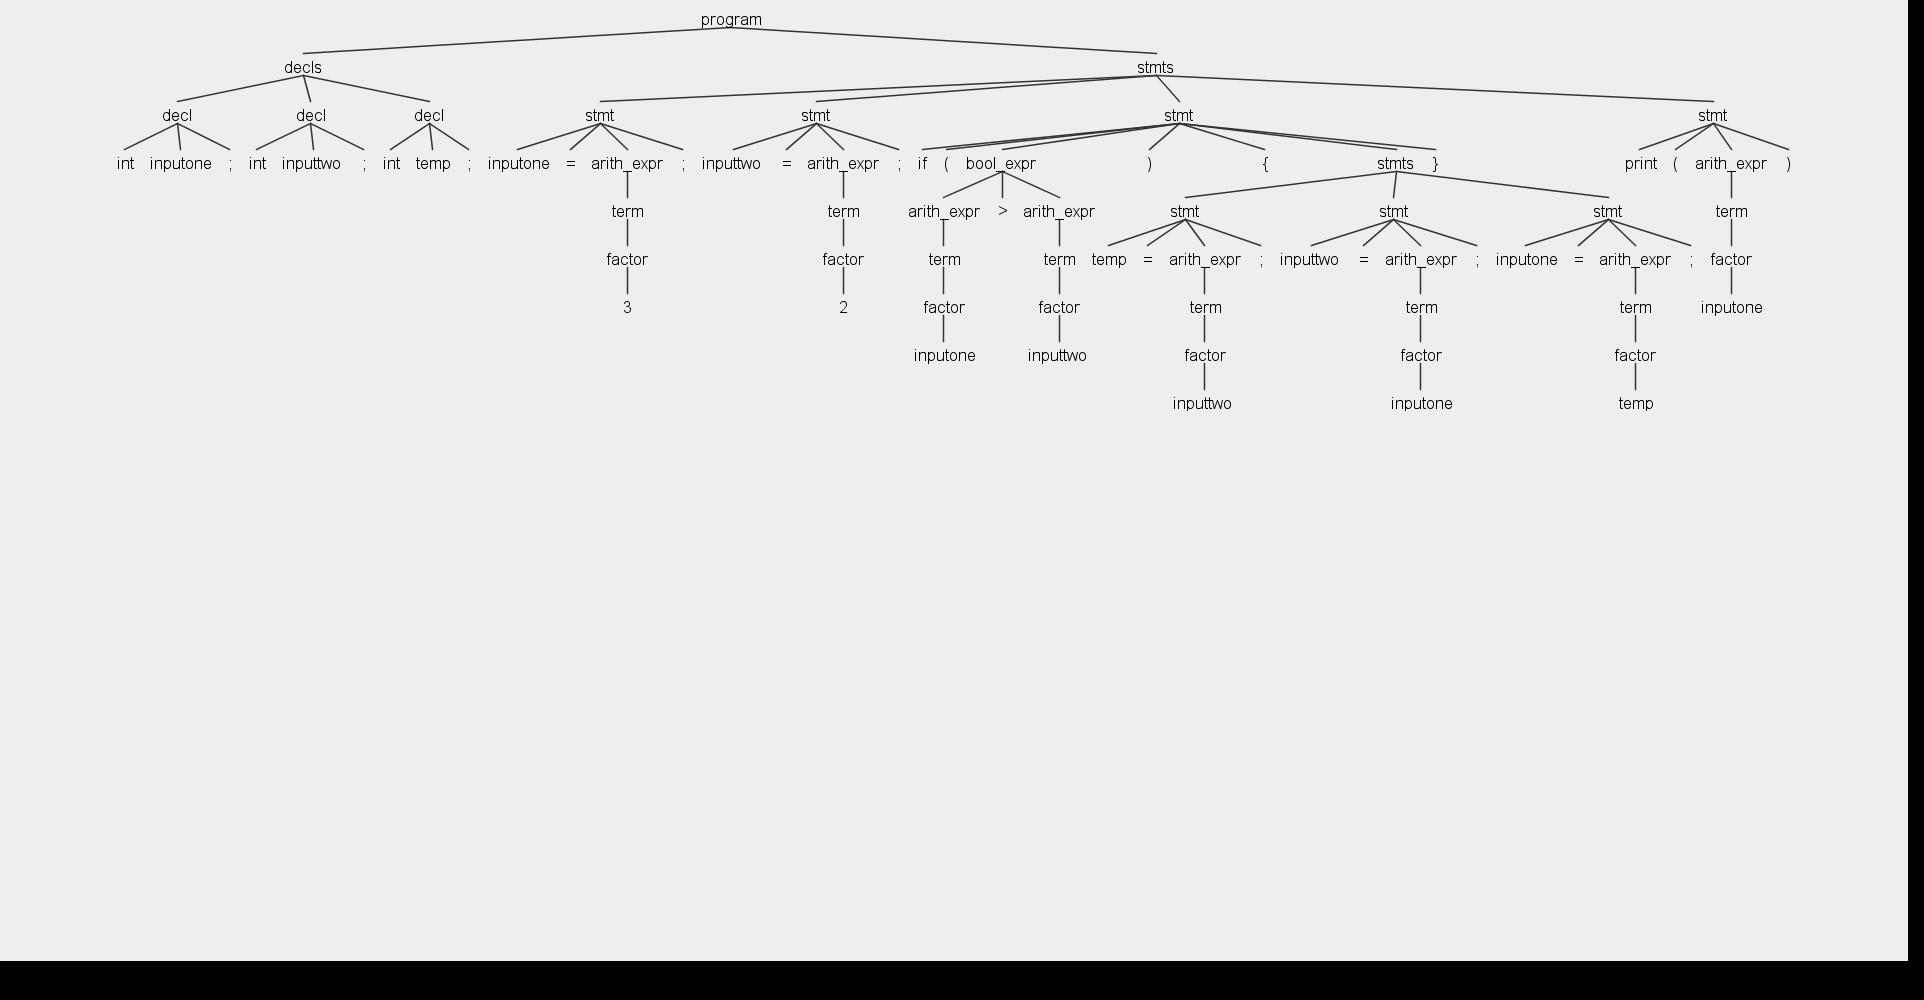 program
decls stmts
decl decl decl stmt stmt stmt stmt
int inputone ; int inputtwo ; int temp ; inputone = arith_expr ; inputtwo = arith_expr ; if ( bool_expr ) { stmts } print ( arith_expr )
term term arith_expr > arith_expr stmt stmt stmt term
factor factor term term temp = arith_expr ; inputtwo = arith_expr ; inputone = arith_expr ; factor
3 2 factor factor term term term inputone
inputone inputtwo factor factor factor
inputtwo inputone temp